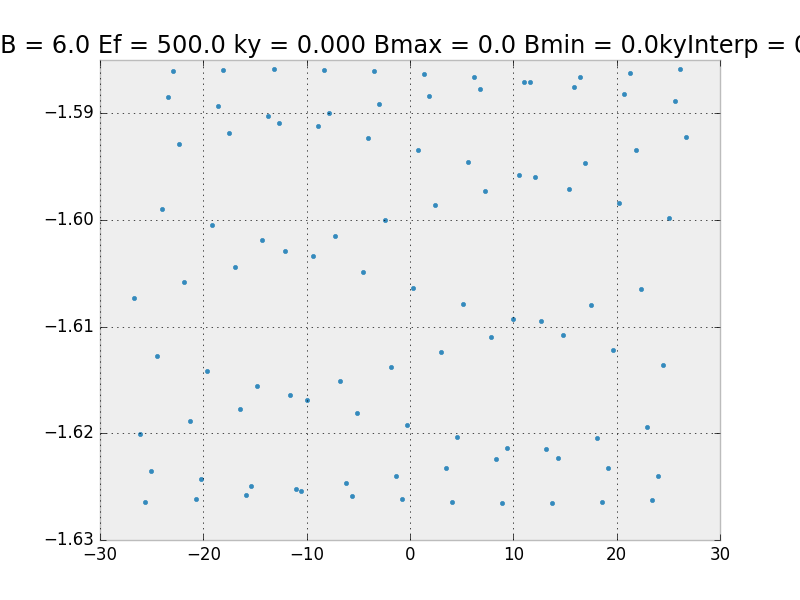 B = 6.0 Ef = 500.0 ky = 0.000 Bmax = 0.0 Bmin = 0.0kyInterp = 0
−1.59
−1.60
−1.61
−1.62
−1.63
−30 −20 −10 0 10 20 30